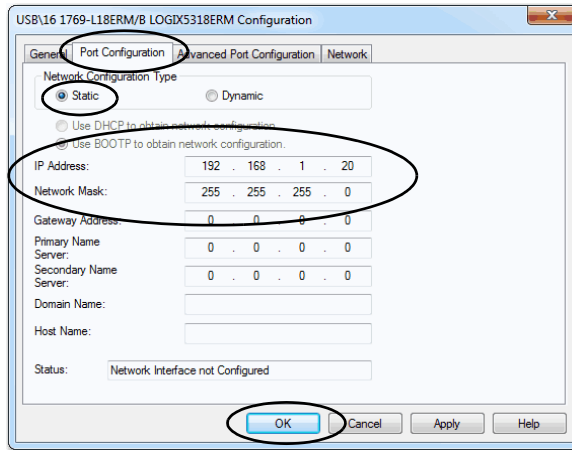 USB\16 1769-L18ERM/B LOGIX5318ERM Configuration
General Port Configuration Advanced Port Configuration Network
Network Configuration Type
Static Dynamic
Use DHCP to obtain network configuration.
Use BOOTP to obtain network configuration.
IP Address: 192 . 168 . 1 . 20
Network Mask: 255 . 255 . 255 . 0
Gateway Address: 0 . 0 . 0 . 0
Primary Name
Server: 0 . 0 . 0 . 0
Secondary Name
Server: 0 . 0 . 0 . 0
Domain Name:
Host Name:
Status: Network Interface not Configured
OK Cancel Apply Help